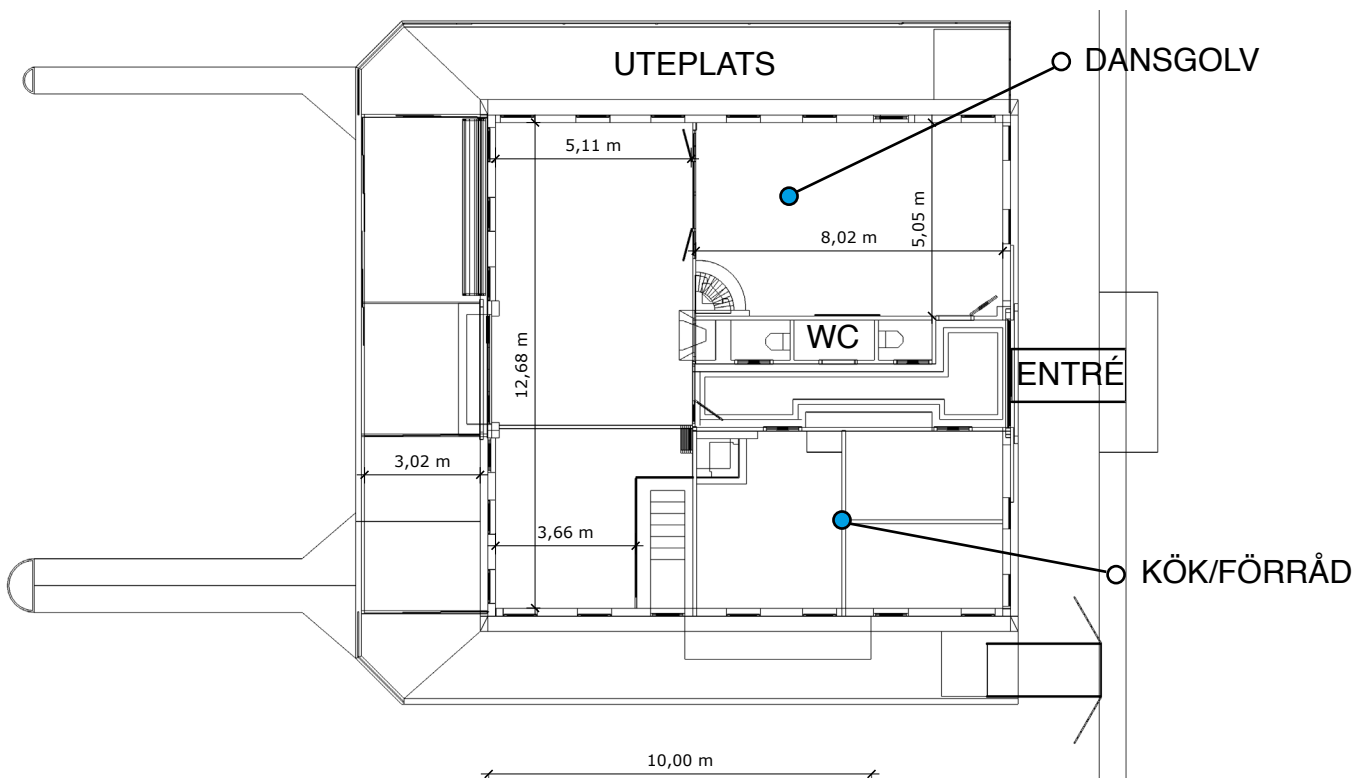 UTEPLATS
DANSGOLV
5,11 m
5,05 m
8,02 m
WC
12,68 m
ENTRÉ
3,02 m
3,66 m
KÖK/FÖRRÅD
10,00 m